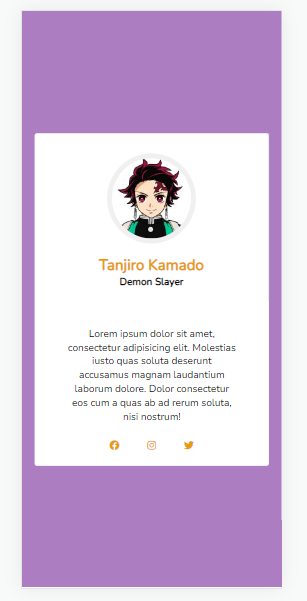 Tanjiro Kamado
Demon Slayer
Lorem ipsum dolor sit amet,
consectetur adipisicing elit. Molestias
iusto quas soluta deserunt
accusamus magnam laudantium
laborum dolore. Dolor consectetur
eos cum a quas ab ad rerum soluta,
nisi nostrum!